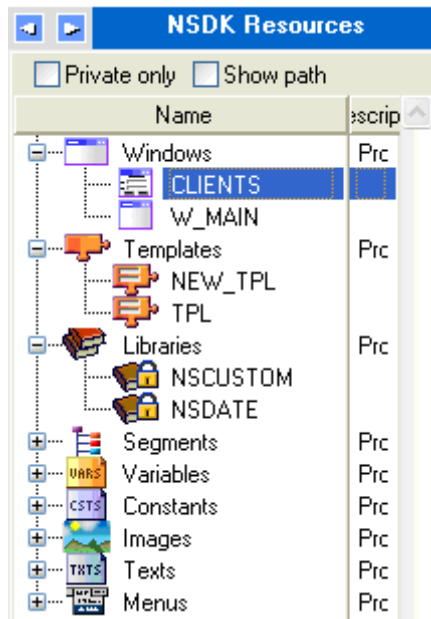 NSDK Resources
Private only Show path
Name escrip
Windows Prc
CLIENTS
W_MAIN
Templates Prc
NEW_TPL
TPL
Libraries Prc
NSCUSTOM
NSDATE
Segments Prc
VARS Variables Prc
CSTS Constants Prc
Images Prc
TXTS Texts Prc
Menus Prc